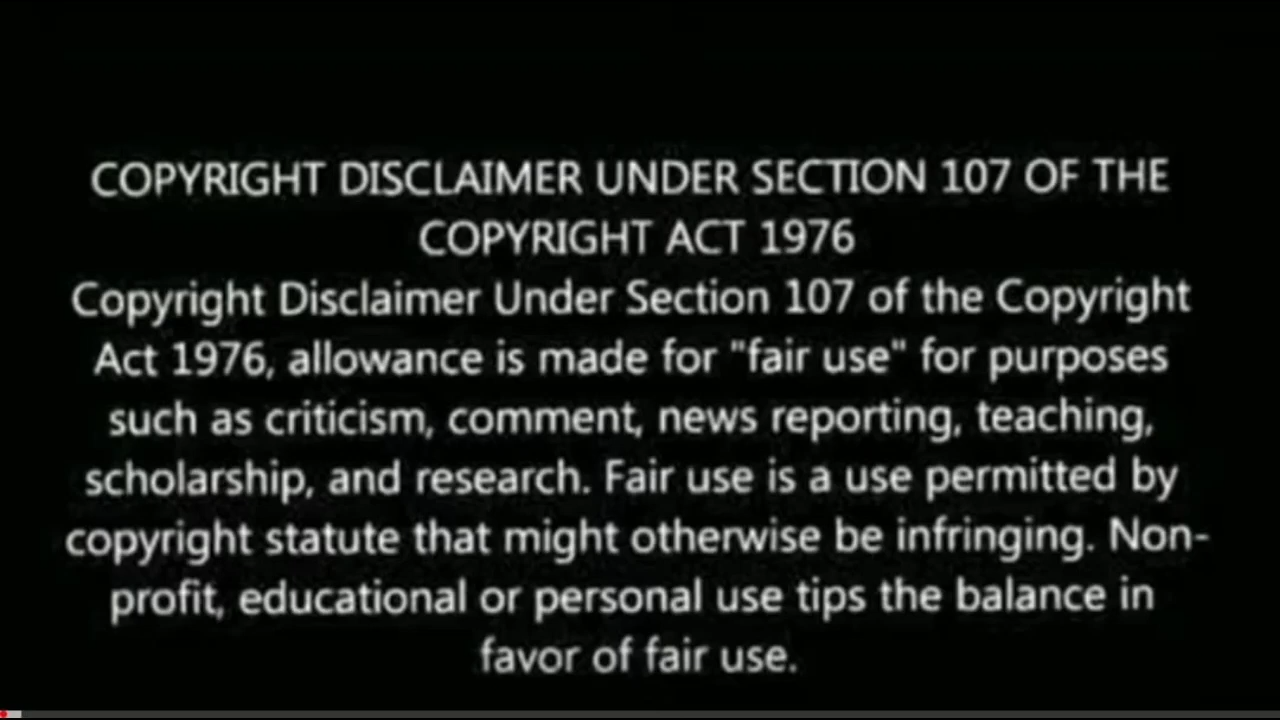 COPYRIGHT DISCLAIMER UNDER SECTION 107 OF THE
COPYRIGHT ACT 1976
Copyright Disclaimer Under Section 107 of the Copyright
Act 1976, allowance is made for "fair use" for purposes
such as criticism, comment, news reporting, teaching,
scholarship, and research. Fair use is a use permitted by
copyright statute that might otherwise be infringing. Non-
profit, educational or personal use tips the balance in
favor of fair use.